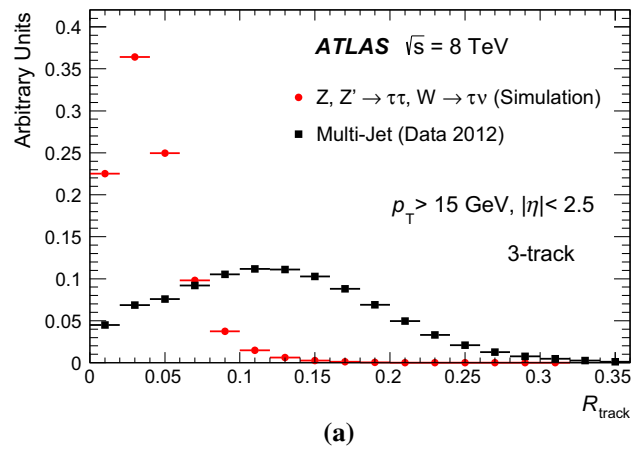 Arbitrary Units
0.4
0.35
0.3
0.25
0.2
0.15
0.1
0.05
0
ATLAS √s = 8 TeV
Z, Z' → ττ, W → τν (Simulation)
Multi-Jet (Data 2012)
p_T > 15 GeV, |η| < 2.5
3-track
0 0.05 0.1 0.15 0.2 0.25 0.3 0.35
R_track
(a)